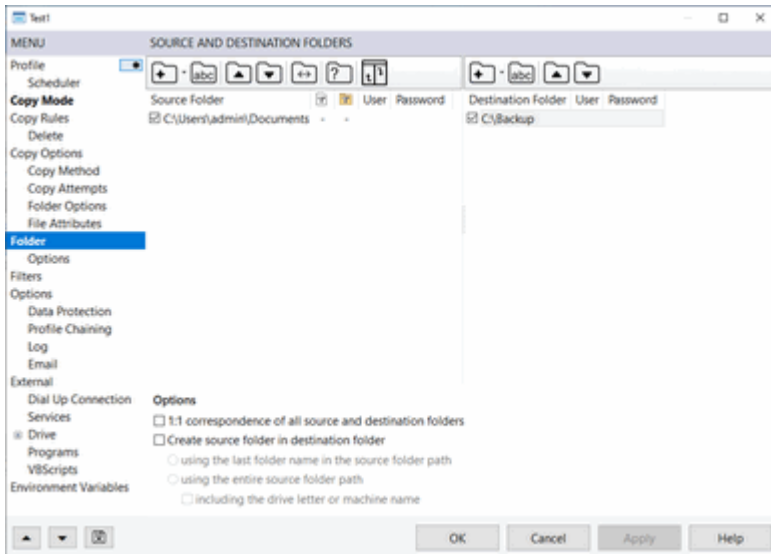 Test1
MENU
SOURCE AND DESTINATION FOLDERS
Profile
Scheduler
Copy Mode
Copy Rules
Delete
Copy Options
Copy Method
Copy Attempts
Folder Options
File Attributes
Folder
Options
Filters
Options
Data Protection
Profile Chaining
Log
Email
External
Dial Up Connection
Services
Drive
Programs
VBScripts
Environment Variables
abc
abc
Source Folder User Password
Destination Folder User Password
C:\Users\admin\Documents - -
C:\Backup
Options
1:1 correspondence of all source and destination folders
Create source folder in destination folder
using the last folder name in the source folder path
using the entire source folder path
including the drive letter or machine name
OK
Cancel
Apply
Help